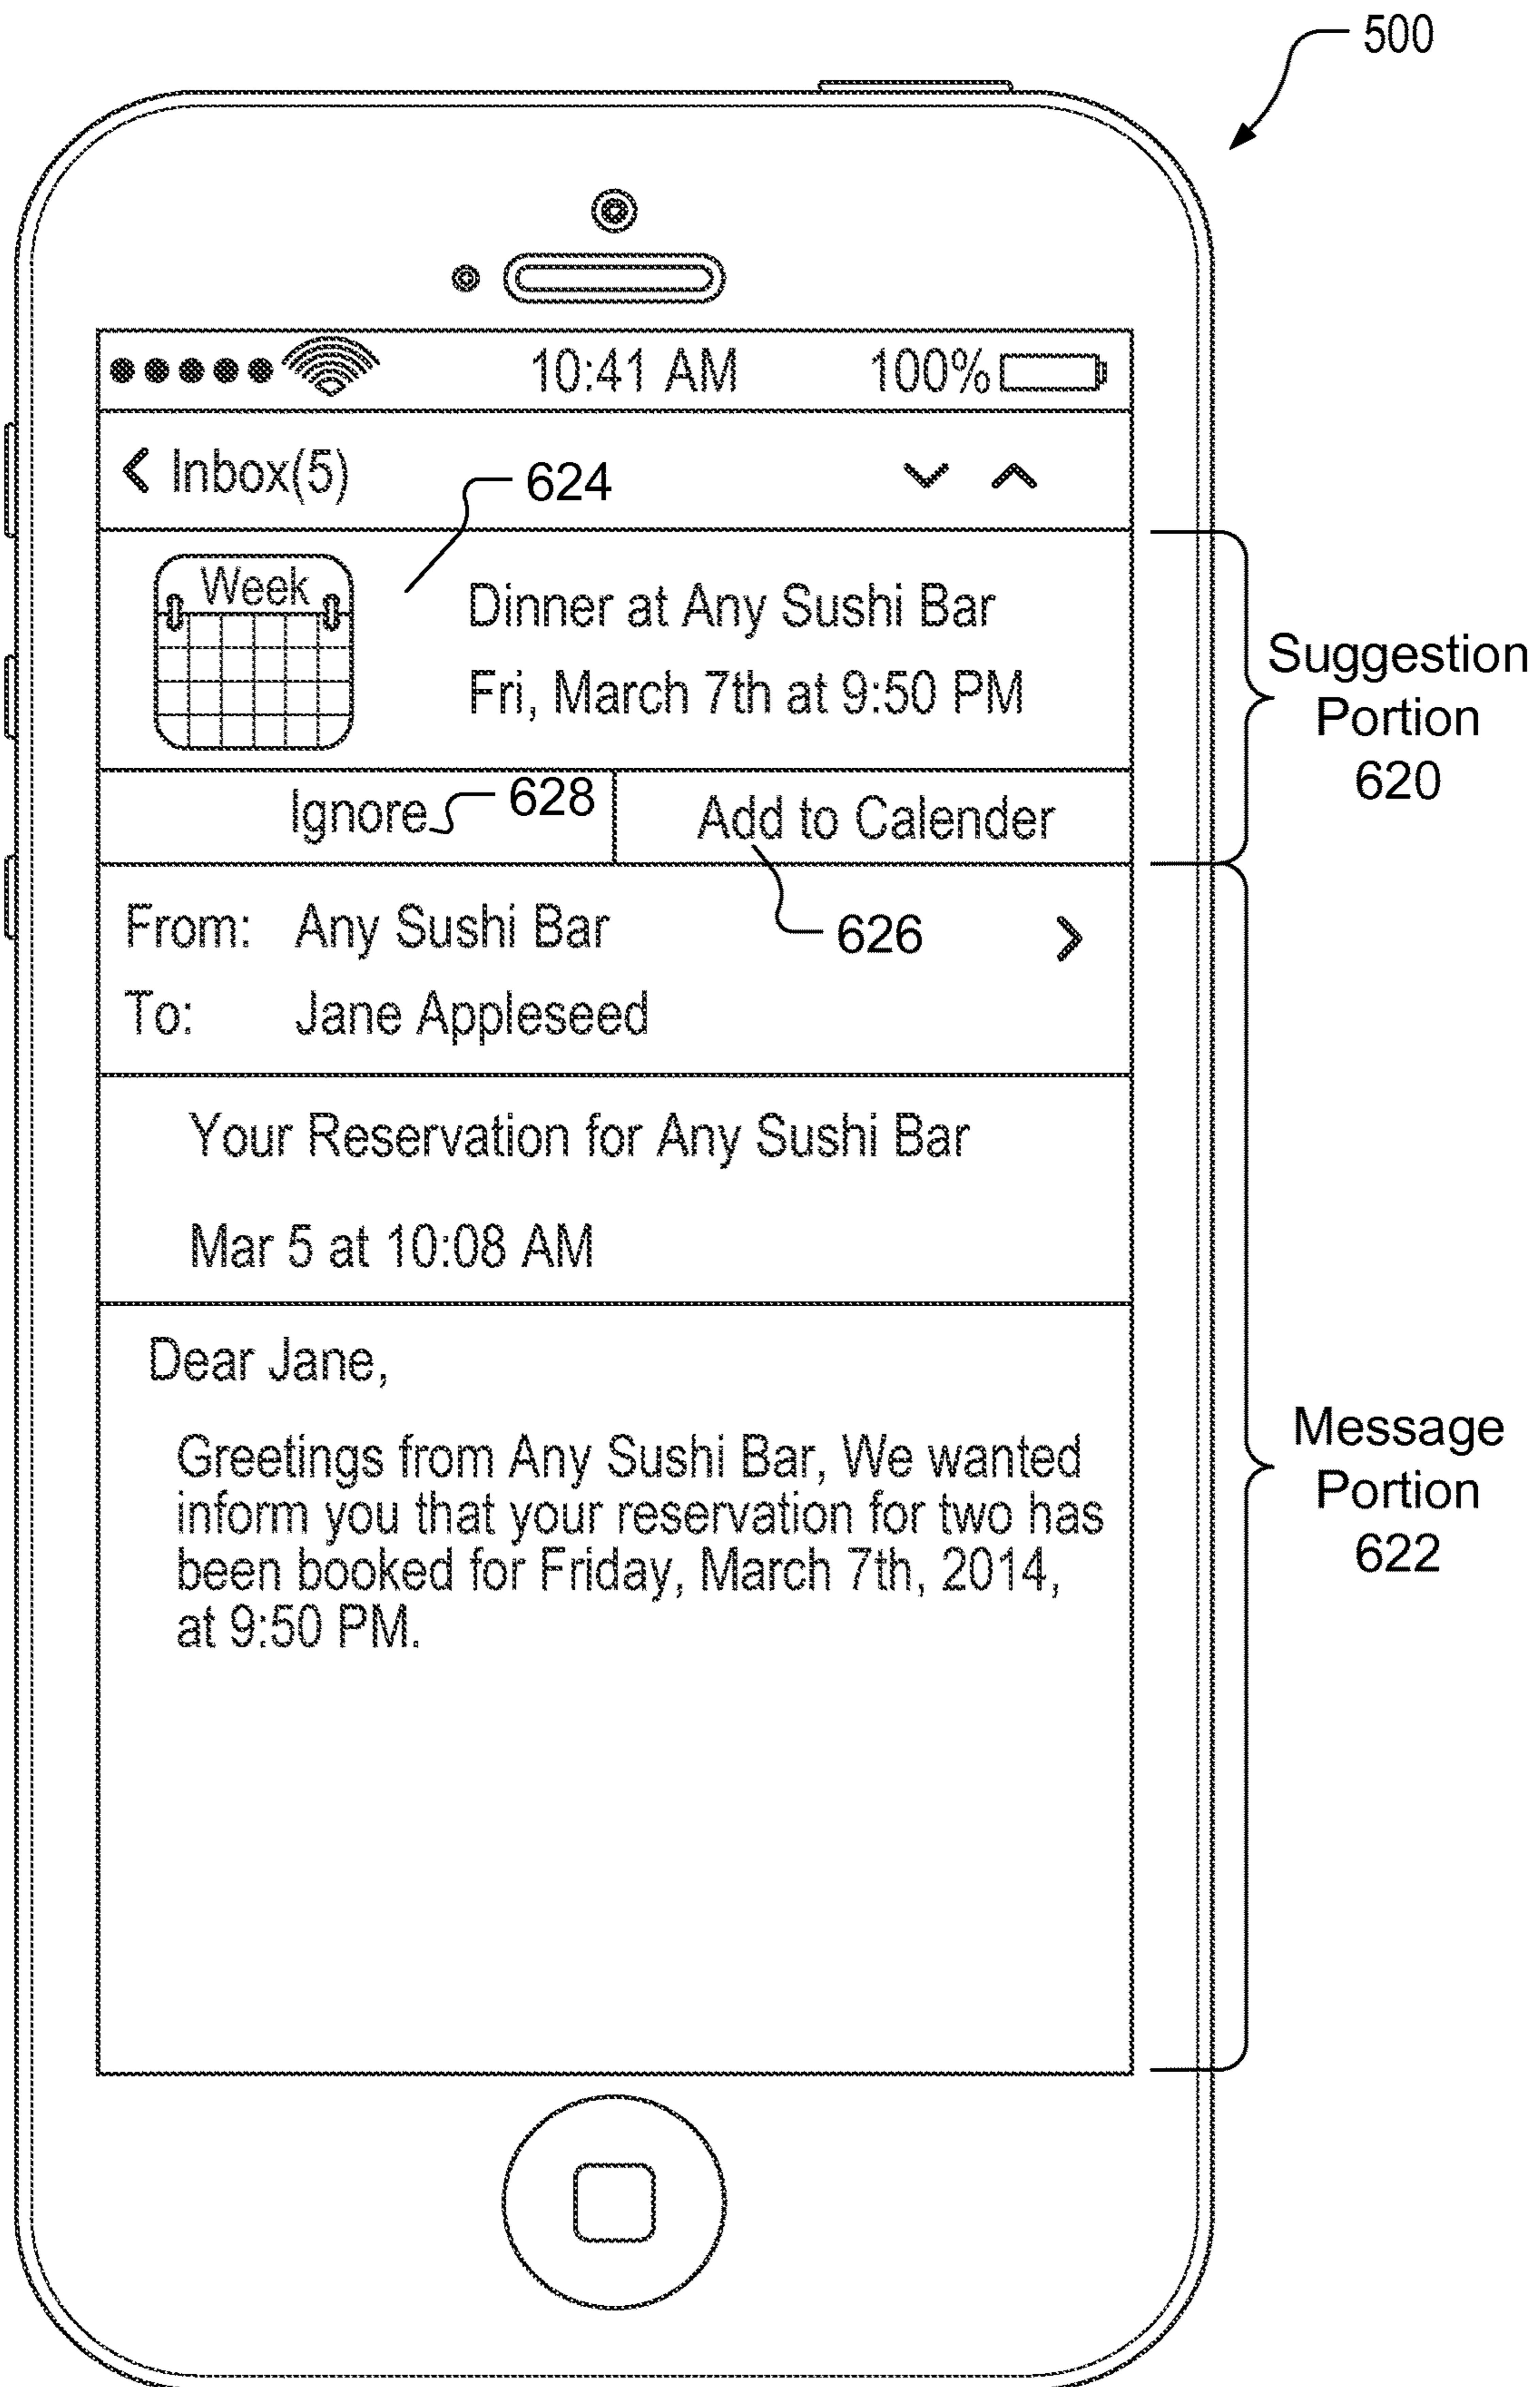 500
10:41 AM 100%
Inbox(5)
624
Week
Dinner at Any Sushi Bar
Fri, March 7th at 9:50 PM
Suggestion
Portion
620
Ignore 628 Add to Calender
From: Any Sushi Bar 626
To: Jane Appleseed
Your Reservation for Any Sushi Bar
Mar 5 at 10:08 AM
Dear Jane,
Greetings from Any Sushi Bar, We wanted
inform you that your reservation for two has
been booked for Friday, March 7th, 2014,
at 9:50 PM.
Message
Portion
622